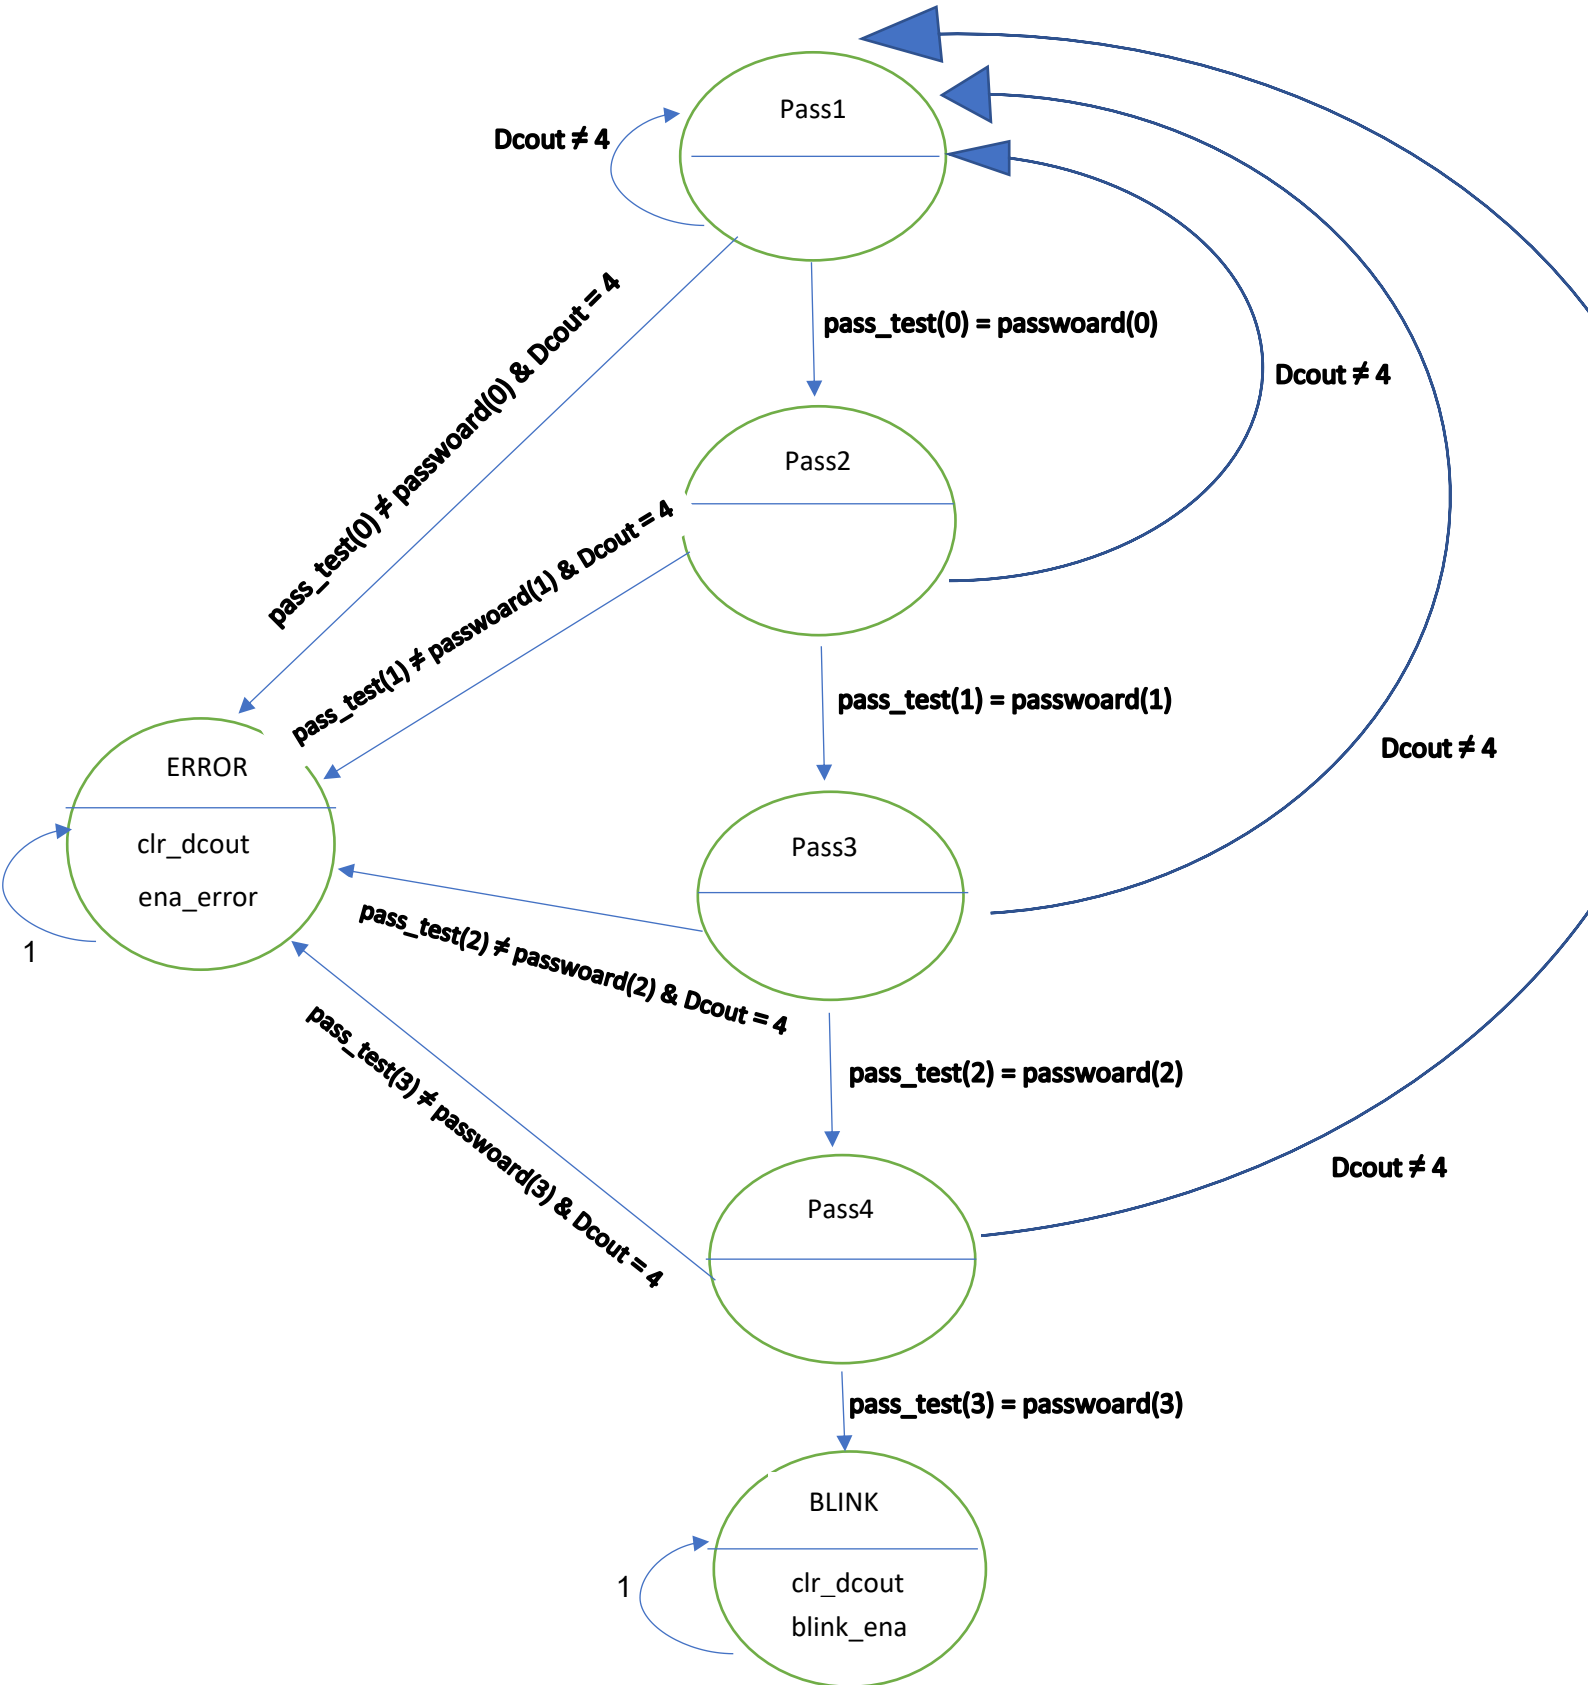 Pass1
Dcout ≠ 4
pass_test(0) ≠ passwoard(0) & Dcout = 4
pass_test(0) = passwoard(0)
Dcout ≠ 4
Pass2
pass_test(1) ≠ passwoard(1) & Dcout = 4
pass_test(1) = passwoard(1)
Dcout ≠ 4
ERROR
clr_dcout
ena_error
1
Pass3
pass_test(2) ≠ passwoard(2) & Dcout = 4
pass_test(2) = passwoard(2)
pass_test(3) ≠ passwoard(3) & Dcout = 4
Dcout ≠ 4
Pass4
pass_test(3) = passwoard(3)
BLINK
clr_dcout
blink_ena
1